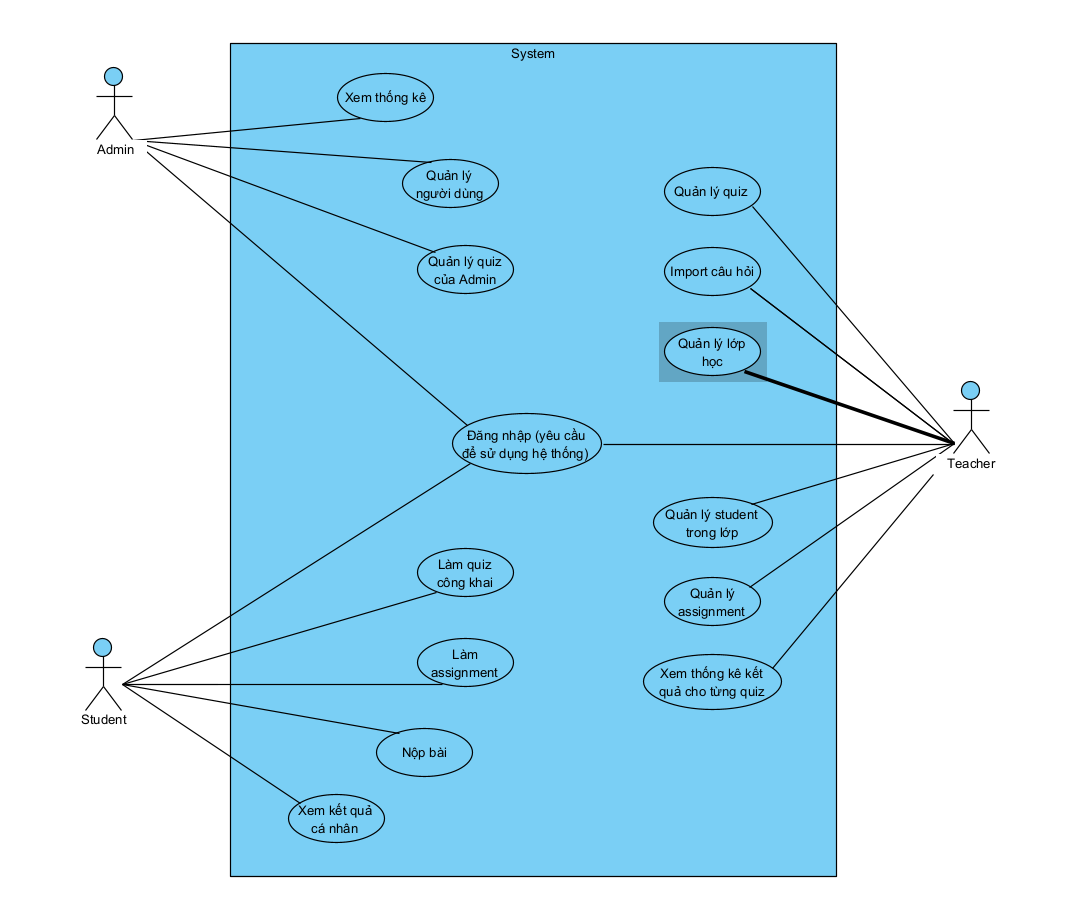 System
Xem thống kê
Admin
Quản lý
người dùng
Quản lý quiz
Quản lý quiz
của Admin
Import câu hỏi
Quản lý lớp
học
Đăng nhập (yêu cầu
để sử dụng hệ thống)
Teacher
Quản lý student
trong lớp
Làm quiz
công khai
Quản lý
assignment
Làm
assignment
Xem thống kê kết
quả cho từng quiz
Student
Nộp bài
Xem kết quả
cá nhân